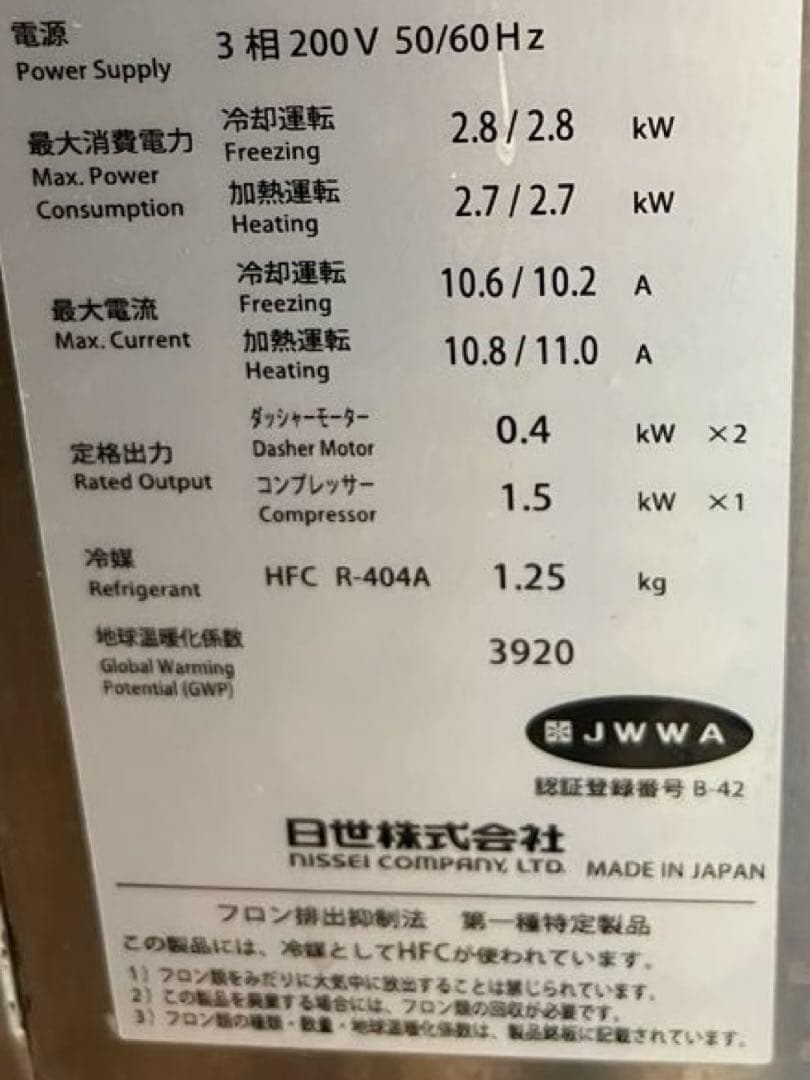 電源 3相200V 50/60Hz
Power Supply
最大消費電力 冷却運転 2.8/2.8 kW
Max. Power Freezing
Consumption 加熱運転 2.7/2.7 kW
Heating
最大電流 冷却運転 10.6/10.2 A
Max. Current Freezing
加熱運転 10.8/11.0 A
Heating
定格出力 ダッシャーモーター 0.4 kW ×2
Rated Output Dasher Motor
コンプレッサー 1.5 kW ×1
Compressor
冷媒 HFC R-404A 1.25 kg
Refrigerant
地球温暖化係数 3920
Global Warming
Potential (GWP)
JWWA
認証登録番号 B-42
日世株式会社
NISSEI COMPANY, LTD. MADE IN JAPAN
フロン排出抑制法 第一種特定製品
この製品には、冷媒としてHFCが使われています。
1) フロン類をみだりに大気中に放出することは禁じられています。
2) この製品を廃棄する場合には、フロン類の回収が必要です。
3) フロン類の種類・数量・地球温暖化係数は、製品銘板に記載されています。